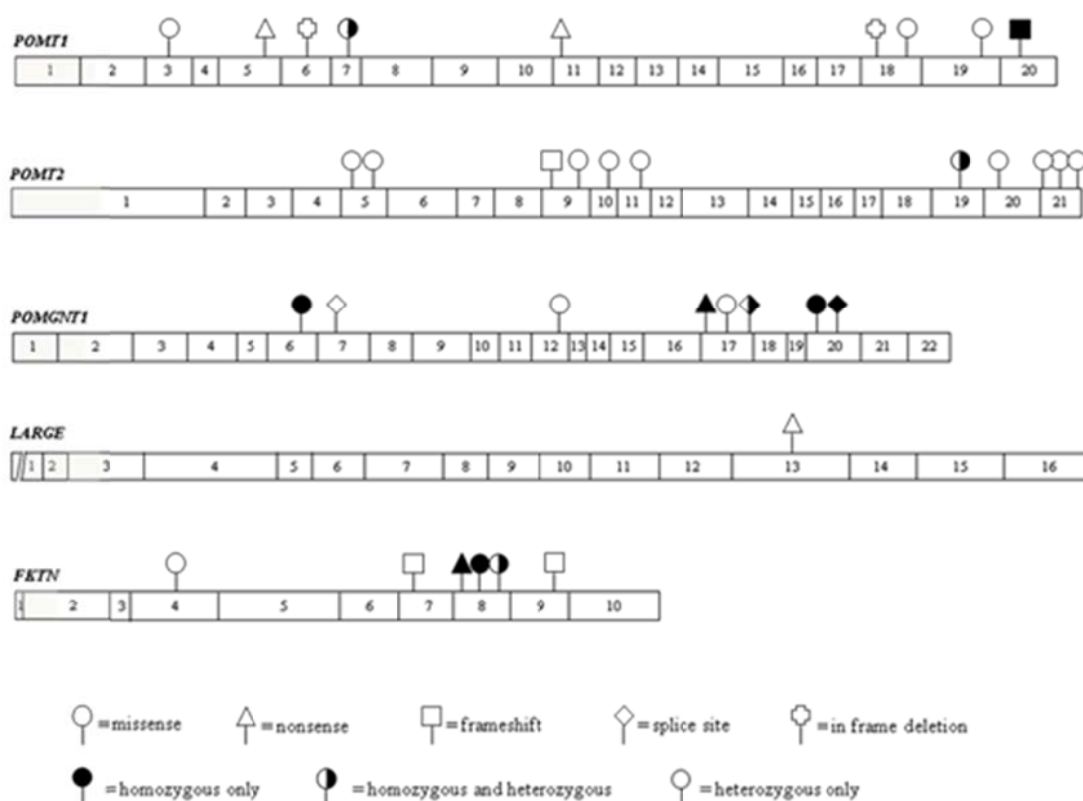 POMT1
1 2 3 4 5 6 7 8 9 10 11 12 13 14 15 16 17 18 19 20
POMT2
1 2 3 4 5 6 7 8 9 10 11 12 13 14 15 16 17 18 19 20 21
POMGNT1
1 2 3 4 5 6 7 8 9 10 11 12 13 14 15 16 17 18 19 20 21 22
LARGE
1 2 3 4 5 6 7 8 9 10 11 12 13 14 15 16
FKTN
1 2 3 4 5 6 7 8 9 10
=missense =nonsense =frameshift =splice site =in frame deletion
=homozygous only =homozygous and heterozygous =heterozygous only